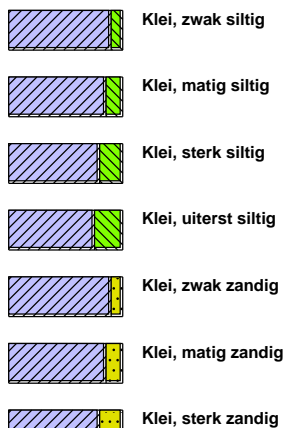 Klei, zwak siltig
Klei, matig siltig
Klei, sterk siltig
Klei, uiterst siltig
Klei, zwak zandig
Klei, matig zandig
Klei, sterk zandig